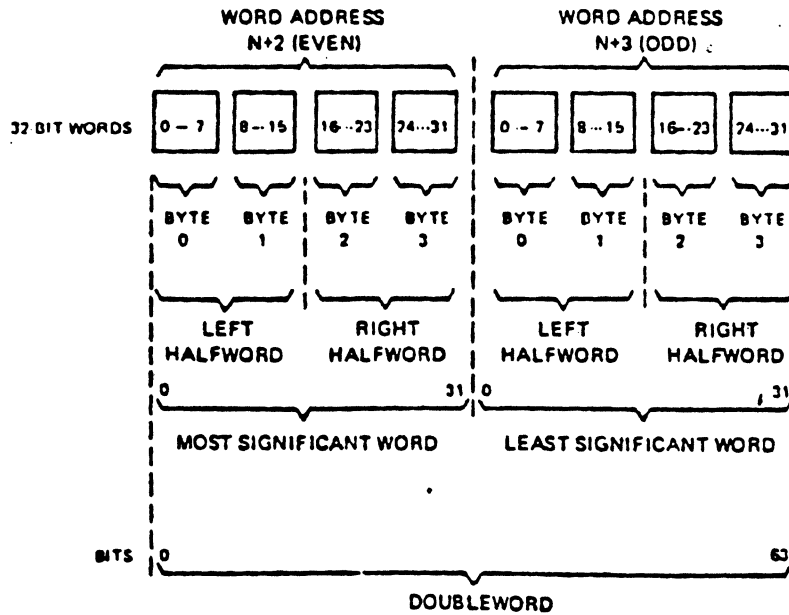 WORD ADDRESS WORD ADDRESS
N+2 (EVEN) N+3 (ODD)
32-BIT WORDS 0 – 7 8 -- 15 16 -- 23 24 --- 31 0 -- 7 8 --- 15 16 -- 23 24 --- 31
BYTE BYTE BYTE BYTE BYTE BYTE BYTE BYTE
0 1 2 3 0 1 2 3
LEFT RIGHT LEFT RIGHT
HALFWORD HALFWORD HALFWORD HALFWORD
0 31 0 31
MOST SIGNIFICANT WORD LEAST SIGNIFICANT WORD
BITS 0 63
DOUBLEWORD